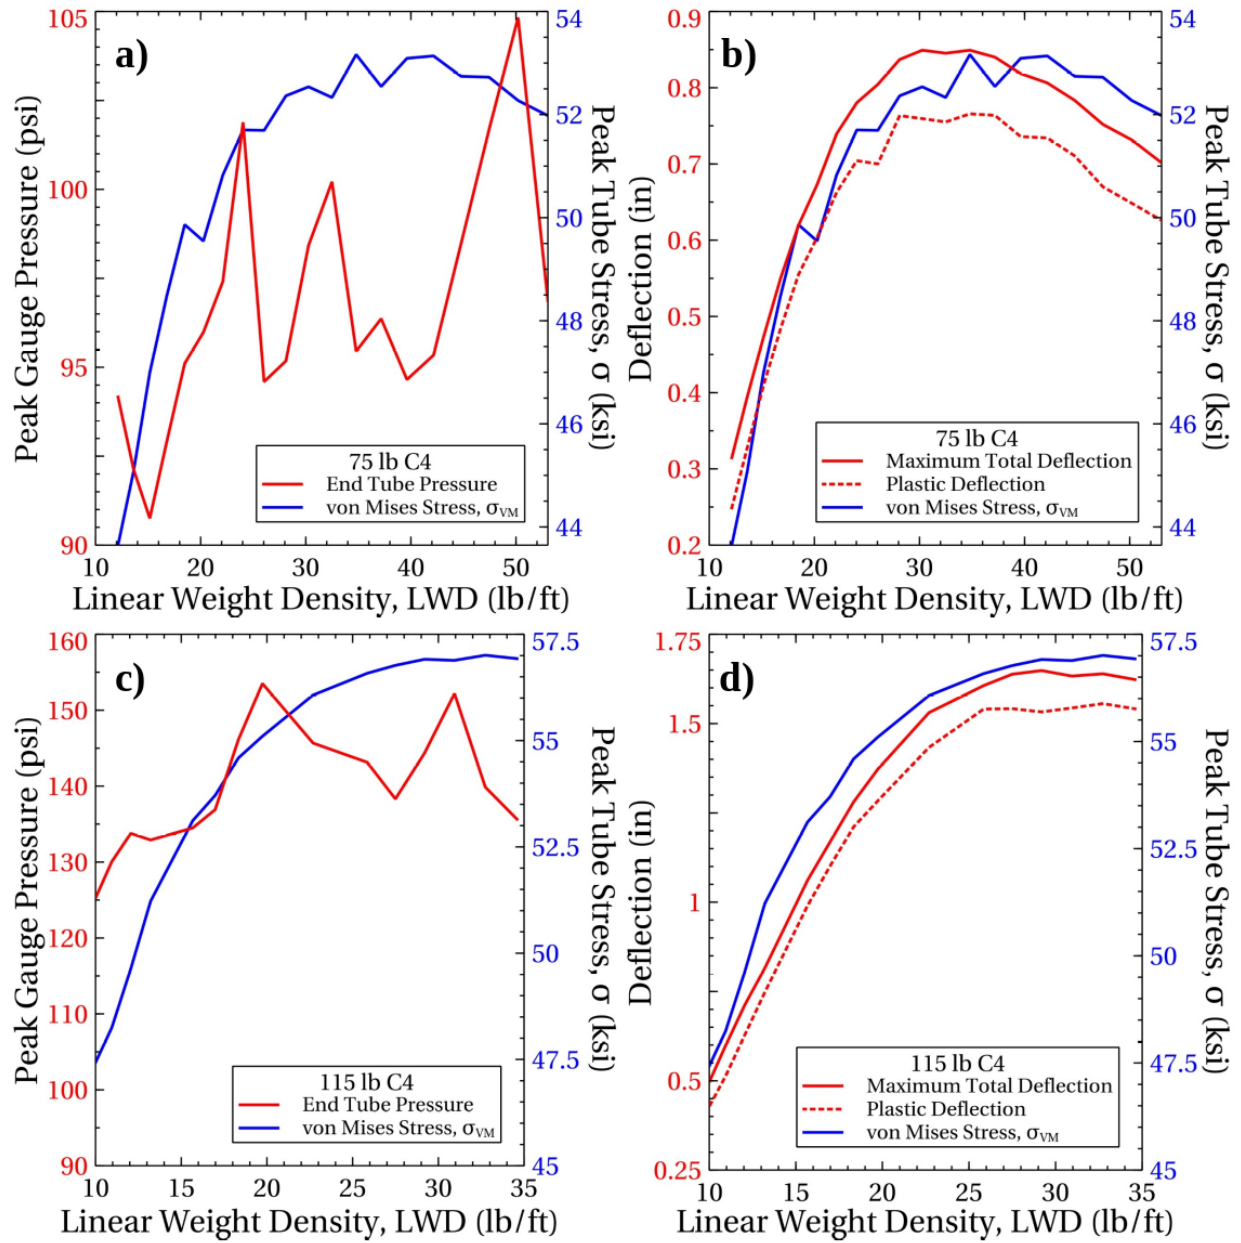 a)
105
100
95
90
Peak Gauge Pressure (psi)
54
52
50
48
46
44
Peak Tube Stress, σ (ksi)
75 lb C4
End Tube Pressure
von Mises Stress, σVM
10 20 30 40 50
Linear Weight Density, LWD (lb/ft)
b)
0.9
0.8
0.7
0.6
0.5
0.4
0.3
0.2
Deflection (in)
54
52
50
48
46
44
Peak Tube Stress, σ (ksi)
75 lb C4
Maximum Total Deflection
Plastic Deflection
von Mises Stress, σVM
10 20 30 40 50
Linear Weight Density, LWD (lb/ft)
c)
160
150
140
130
120
110
100
90
Peak Gauge Pressure (psi)
57.5
55
52.5
50
47.5
45
Peak Tube Stress, σ (ksi)
115 lb C4
End Tube Pressure
von Mises Stress, σVM
10 15 20 25 30 35
Linear Weight Density, LWD (lb/ft)
d)
1.75
1.5
1
0.5
0.25
Deflection (in)
57.5
55
52.5
50
47.5
45
Peak Tube Stress, σ (ksi)
115 lb C4
Maximum Total Deflection
Plastic Deflection
von Mises Stress, σVM
10 15 20 25 30 35
Linear Weight Density, LWD (lb/ft)